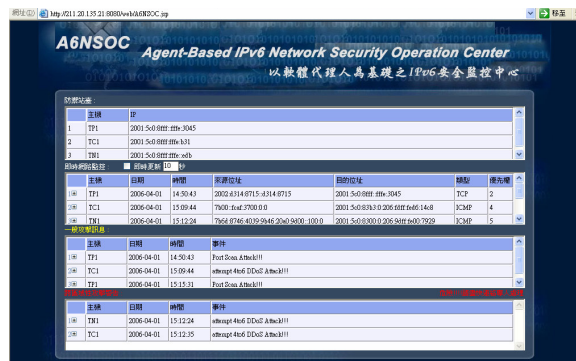 網址(D) http://211.20.135.21:8080/web/A6NSOC.jsp 移至
A6NSOC
Agent-Based IPv6 Network Security Operation Center
以軟體代理人為基礎之IPv6安全監控中心
防禦站臺:
主機 IP
1 TP1 2001:5c0:8fff:fffe:3045
2 TC1 2001:5c0:8fff:fffe:b31
3 TN1 2001:5c0:8fff:fffe:edb
即時網路監控: 即時更新 10 秒
主機 日期 時間 來源位址 目的位址 類型 優先權
1 TP1 2006-04-01 14:50:43 2002:d314:8715::d314:8715 2001:5c0:8fff:fffe:3045 TCP 2
2 TC1 2006-04-01 15:09:44 7b00::fcaf:3700:0:0 2001:5c0:83b3:0:206:fdff:fed6:14c8 ICMP 4
3 TN1 2006-04-01 15:12:24 7b6d:8746:4039:9b46:20a0:9d00::100:0 2001:5c0:8300:0:206:9dff:fe00:7929 ICMP 5
一般攻擊訊息:
主機 日期 時間 事件
1 TP1 2006-04-01 14:50:43 Port Scan Attack!!!
2 TC1 2006-04-01 15:09:44 attempt 4to6 DDoS Attack!!!
3 TP1 2006-04-01 15:15:31 Port Scan Attack!!!
主機 日期 時間 事件
1 TN1 2006-04-01 15:12:24 attempt 4to6 DDoS Attack!!!
2 TC1 2006-04-01 15:12:35 attempt 4to6 DDoS Attack!!!